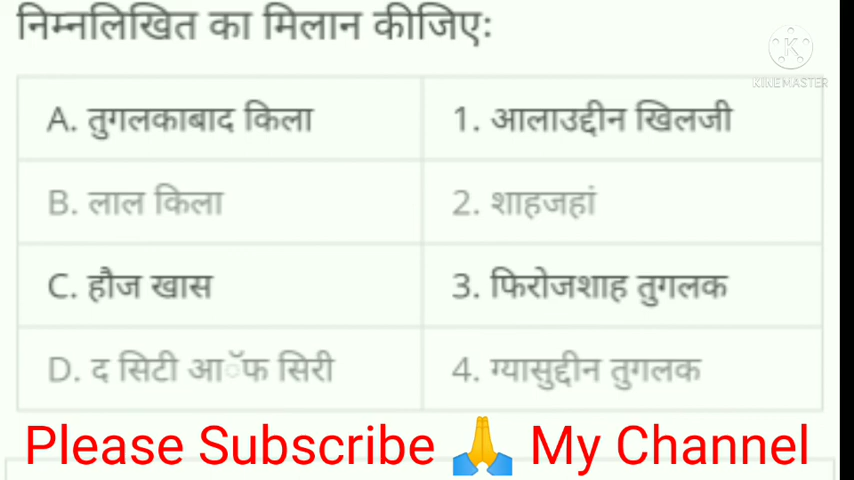 निम्नलिखित का मिलान कीजिए:
KINEMASTER
A. तुगलकाबाद किला 1. आलाउद्दीन खिलजी
B. लाल किला 2. शाहजहां
C. हौज खास 3. फिरोजशाह तुगलक
D. द सिटी आॅफ सिरी 4. ग्यासुद्दीन तुगलक
Please Subscribe 🙏 My Channel